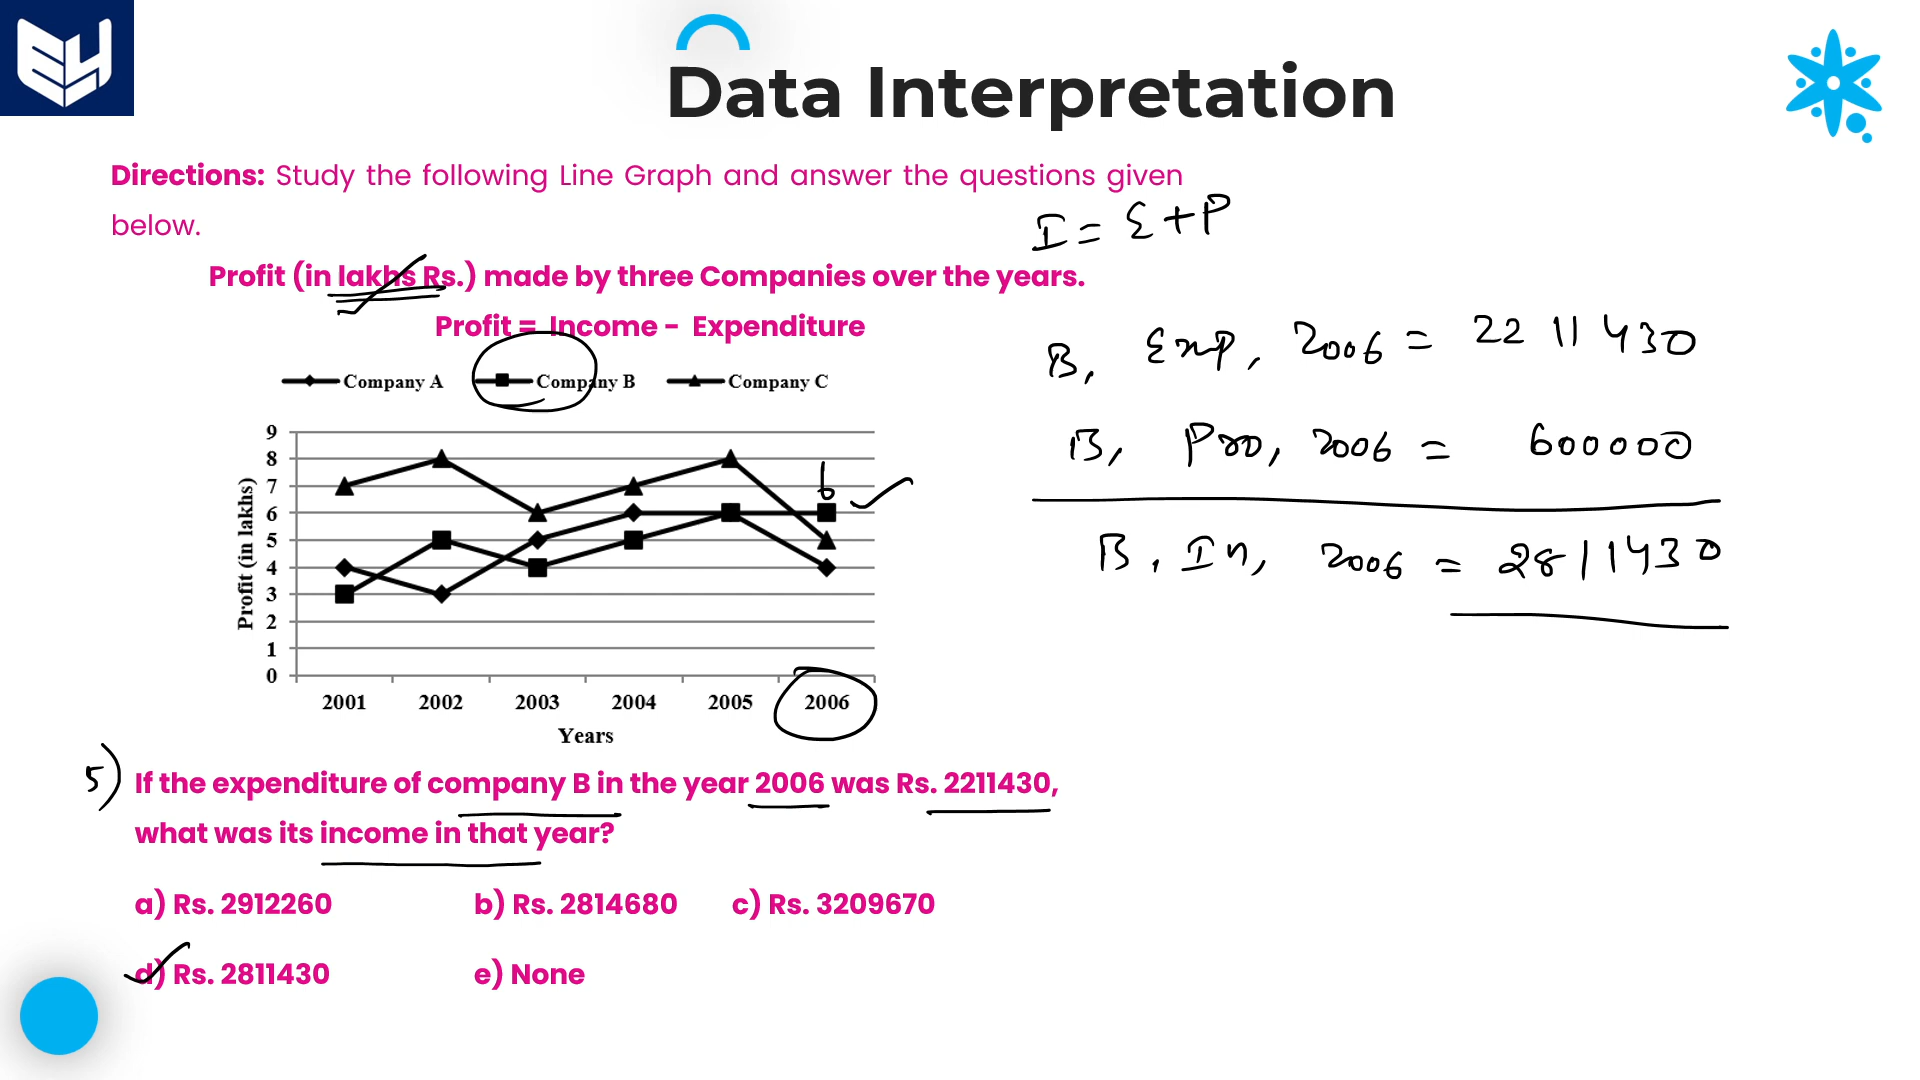 Data Interpretation
Directions: Study the following Line Graph and answer the questions given
below.
I = E + P
Profit (in lakhs Rs.) made by three Companies over the years.
Profit = Income - Expenditure
Company A Company B Company C
Profit (in lakhs)
9
8
7
6
5
4
3
2
1
0
6
2001 2002 2003 2004 2005 2006
Years
B, Exp, 2006 = 2211430
B, Pro, 2006 = 600000
B, In, 2006 = 2811430
5) If the expenditure of company B in the year 2006 was Rs. 2211430,
what was its income in that year?
a) Rs. 2912260 b) Rs. 2814680 c) Rs. 3209670
d) Rs. 2811430 e) None